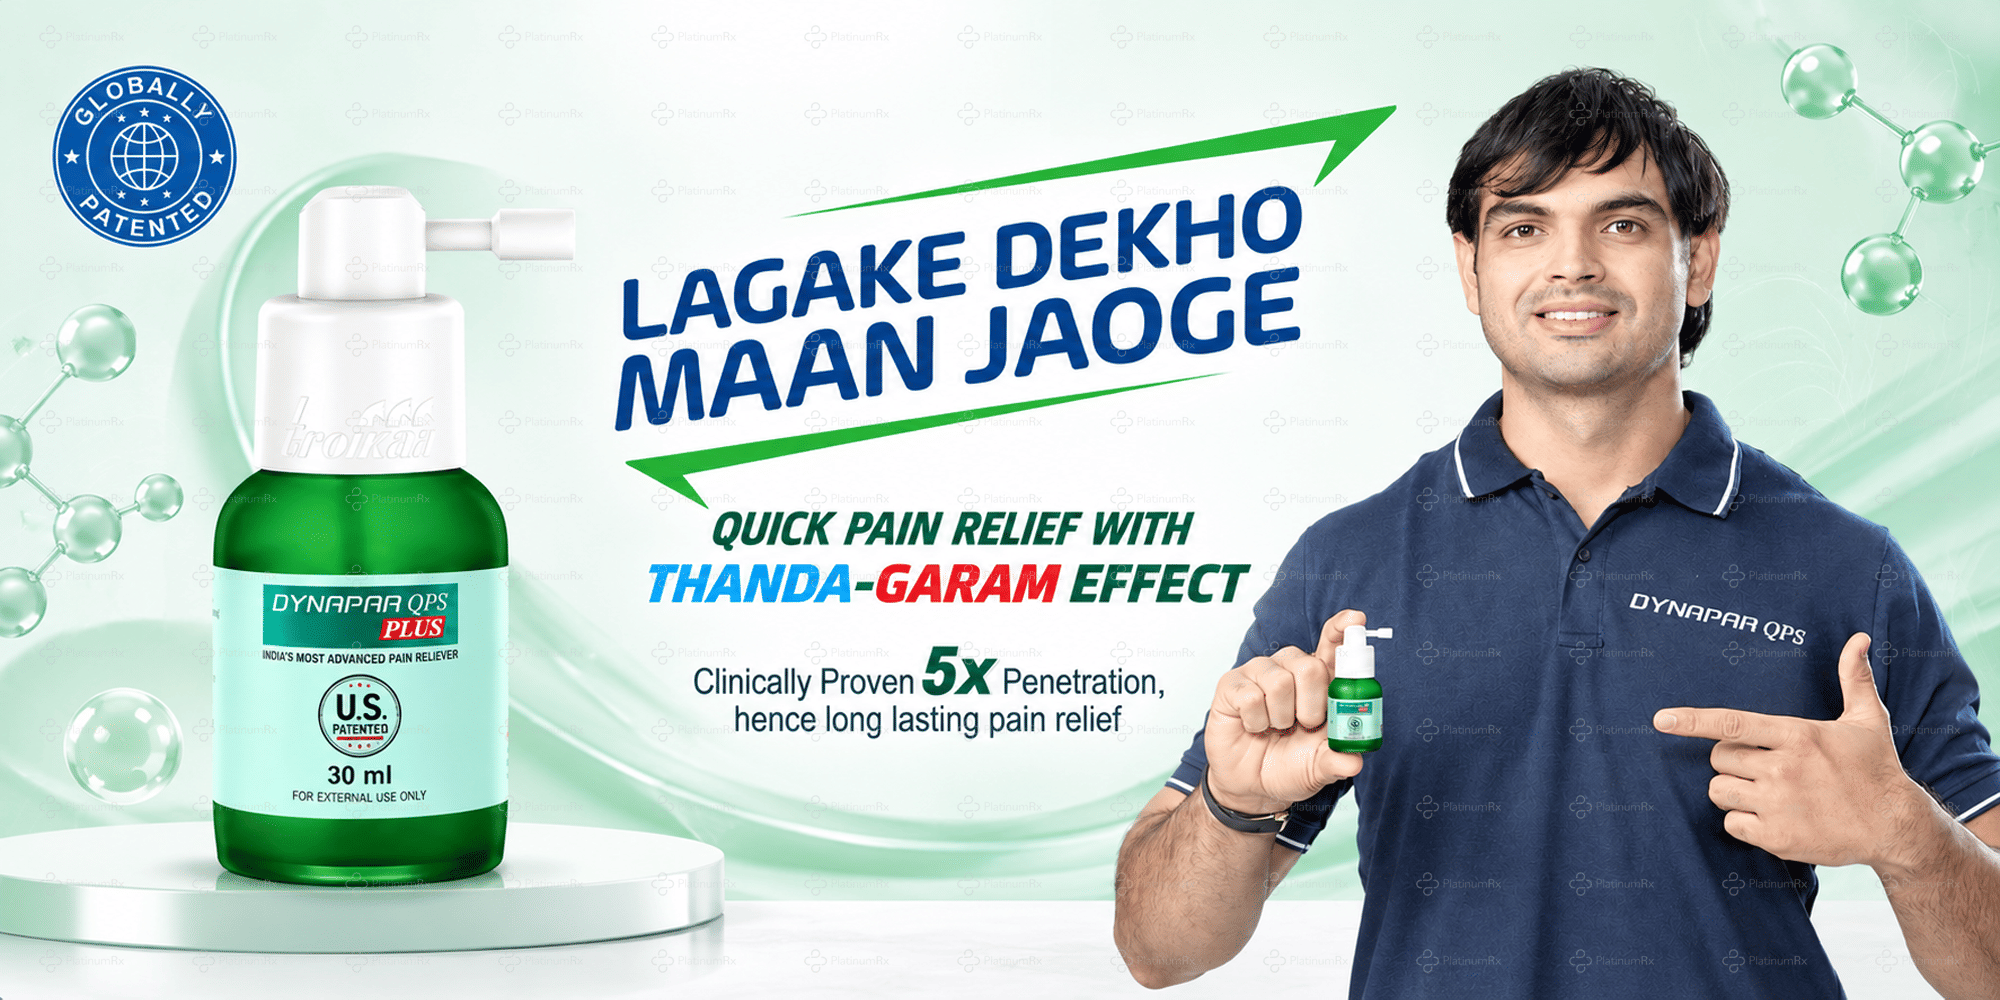 GLOBALLY
PATENTED
troikaa
DYNAPAR QPS
PLUS
INDIA'S MOST ADVANCED PAIN RELIEVER
U.S.
PATENTED
30 ml
FOR EXTERNAL USE ONLY
LAGAKE DEKHO
MAAN JAOGE
QUICK PAIN RELIEF WITH
THANDA-GARAM EFFECT
Clinically Proven 5x Penetration,
hence long lasting pain relief
DYNAPAR QPS
PlatinumRx